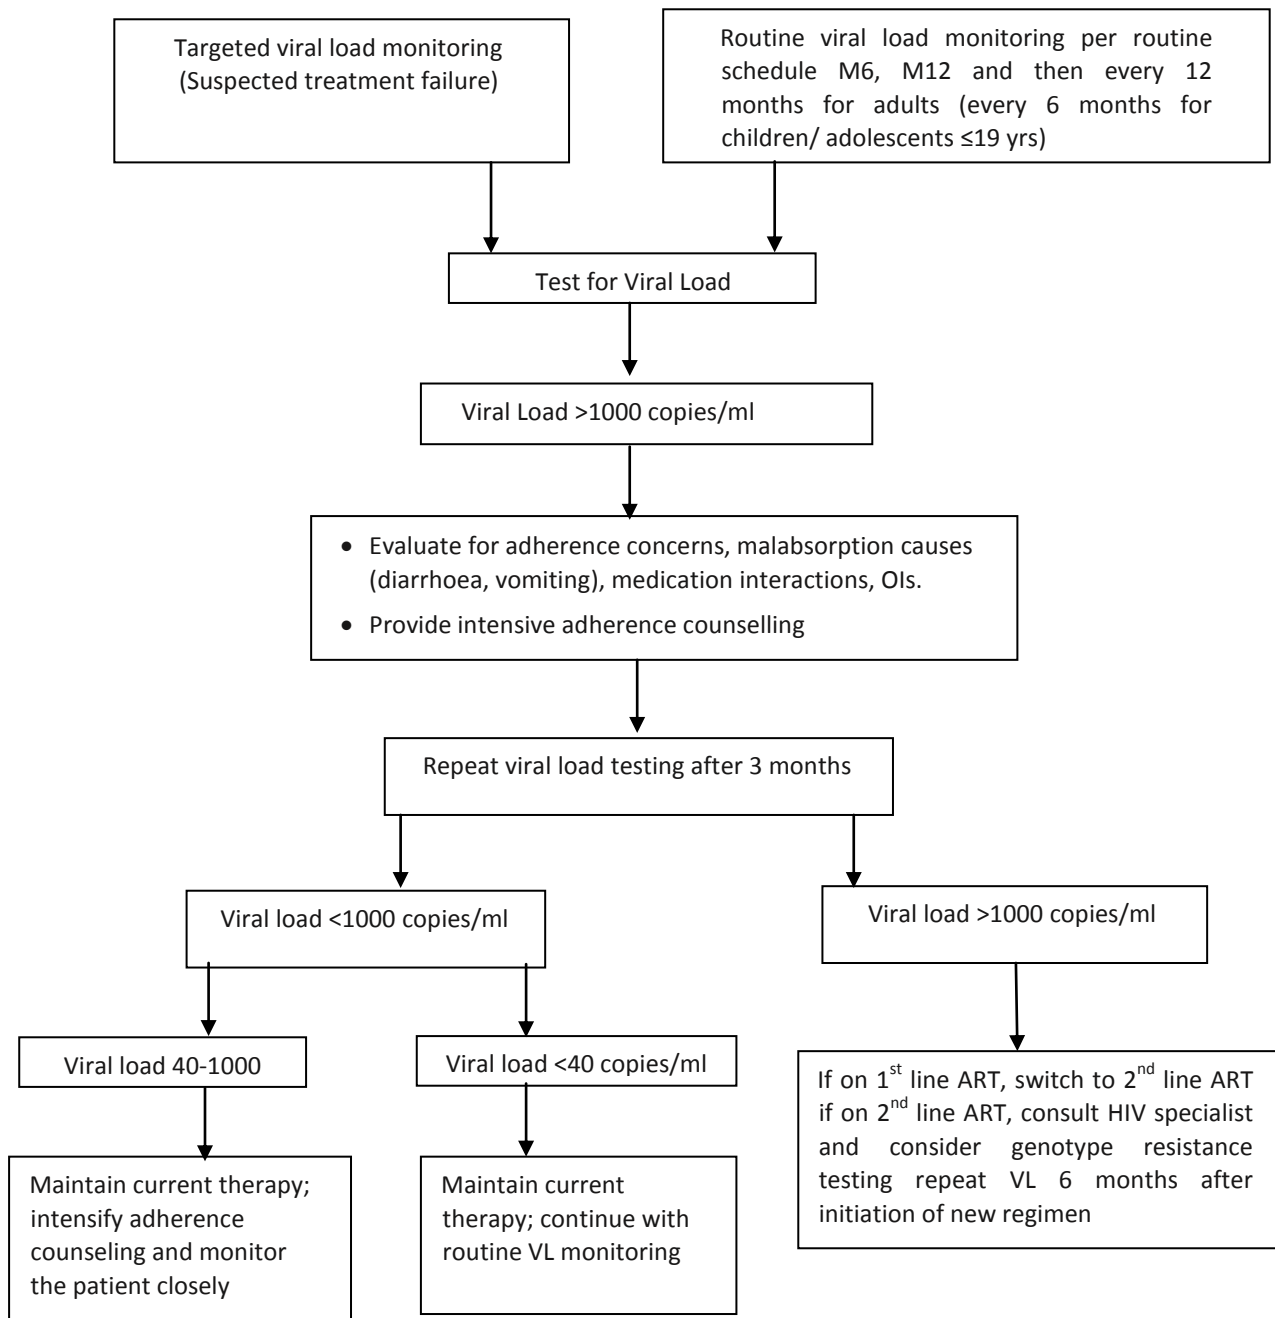 Targeted viral load monitoring
(Suspected treatment failure)
Routine viral load monitoring per routine
schedule M6, M12 and then every 12
months for adults (every 6 months for
children/ adolescents ≤19 yrs)
Test for Viral Load
Viral Load >1000 copies/ml
• Evaluate for adherence concerns, malabsorption causes
(diarrhoea, vomiting), medication interactions, OIs.
• Provide intensive adherence counselling
Repeat viral load testing after 3 months
Viral load <1000 copies/ml
Viral load >1000 copies/ml
Viral load 40-1000
Viral load <40 copies/ml
If on 1st line ART, switch to 2nd line ART
if on 2nd line ART, consult HIV specialist
and consider genotype resistance
testing repeat VL 6 months after
initiation of new regimen
Maintain current therapy;
intensify adherence
counseling and monitor
the patient closely
Maintain current
therapy; continue with
routine VL monitoring